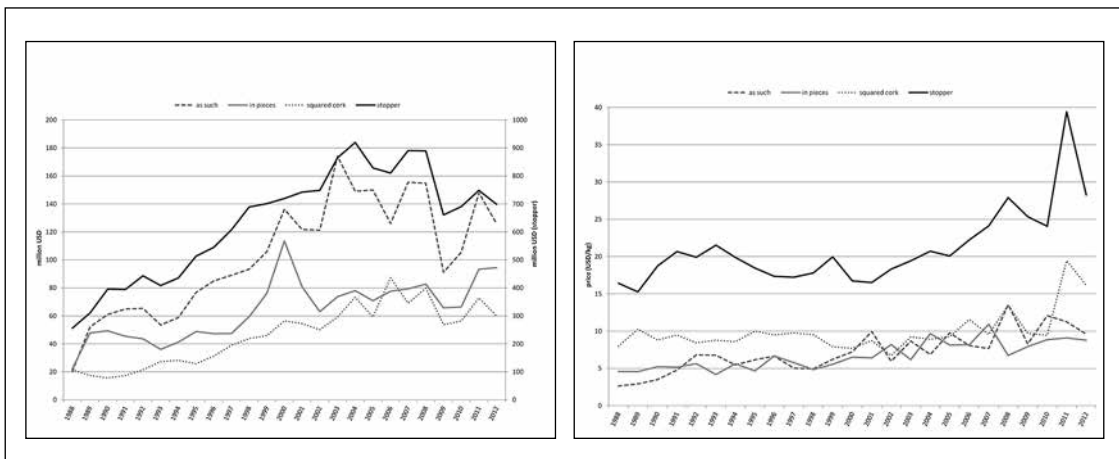 as such in pieces squared cork stopper
200 1000
180 900
160 800
140 700
120 600
100 500
80 400
60 300
40 200
20 100
0 0
million USD
million USD (stopper)
1988 1989 1990 1991 1992 1993 1994 1995 1996 1997 1998 1999 2000 2001 2002 2003 2004 2005 2006 2007 2008 2009 2010 2011 2012
as such in pieces squared cork stopper
40
35
30
25
20
15
10
5
0
price (USD/kg)
1988 1989 1990 1991 1992 1993 1994 1995 1996 1997 1998 1999 2000 2001 2002 2003 2004 2005 2006 2007 2008 2009 2010 2011 2012